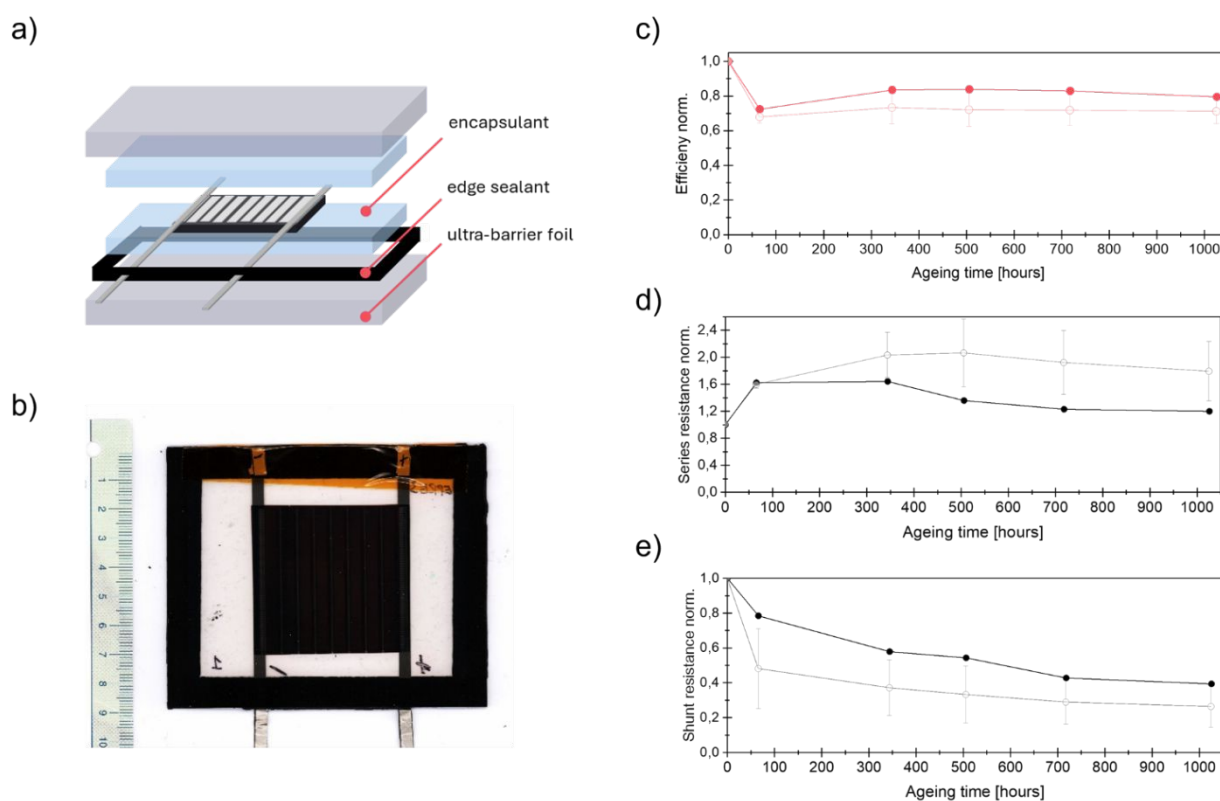 a)
encapsulant
edge sealant
ultra-barrier foil
b)
1
2
3
4
5
6
7
8
9
10
c)
Efficieny norm.
1,0
0,8
0,6
0,4
0,2
0,0
0 100 200 300 400 500 600 700 800 900 1000
Ageing time [hours]
d)
Series resistance norm.
2,4
2,0
1,6
1,2
0,8
0,4
0,0
0 100 200 300 400 500 600 700 800 900 1000
Ageing time [hours]
e)
Shunt resistance norm.
1,0
0,8
0,6
0,4
0,2
0,0
0 100 200 300 400 500 600 700 800 900 1000
Ageing time [hours]